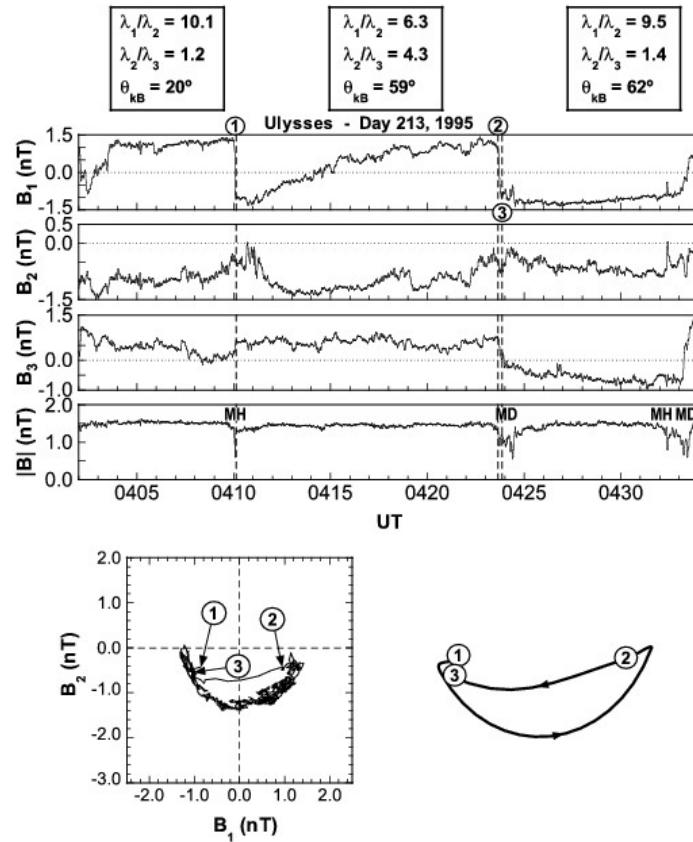 λ1/λ2 = 10.1
λ2/λ3 = 1.2
θkB = 20º
λ1/λ2 = 6.3
λ2/λ3 = 4.3
θkB = 59º
λ1/λ2 = 9.5
λ2/λ3 = 1.4
θkB = 62º
1 Ulysses - Day 213, 1995 2
B1 (nT)
1.5
0.0
-1.5
3
B2 (nT)
0.5
0.0
-1.5
B3 (nT)
1.5
0.0
-1.0
|B| (nT)
2.0
1.0
0.0
MH MD MH MD
0405 0410 0415 0420 0425 0430
UT
B2 (nT)
2.0
1.0
0.0
-1.0
-2.0
-3.0
1 2
3
-2.0 -1.0 0.0 1.0 2.0
B1 (nT)
1 2
3